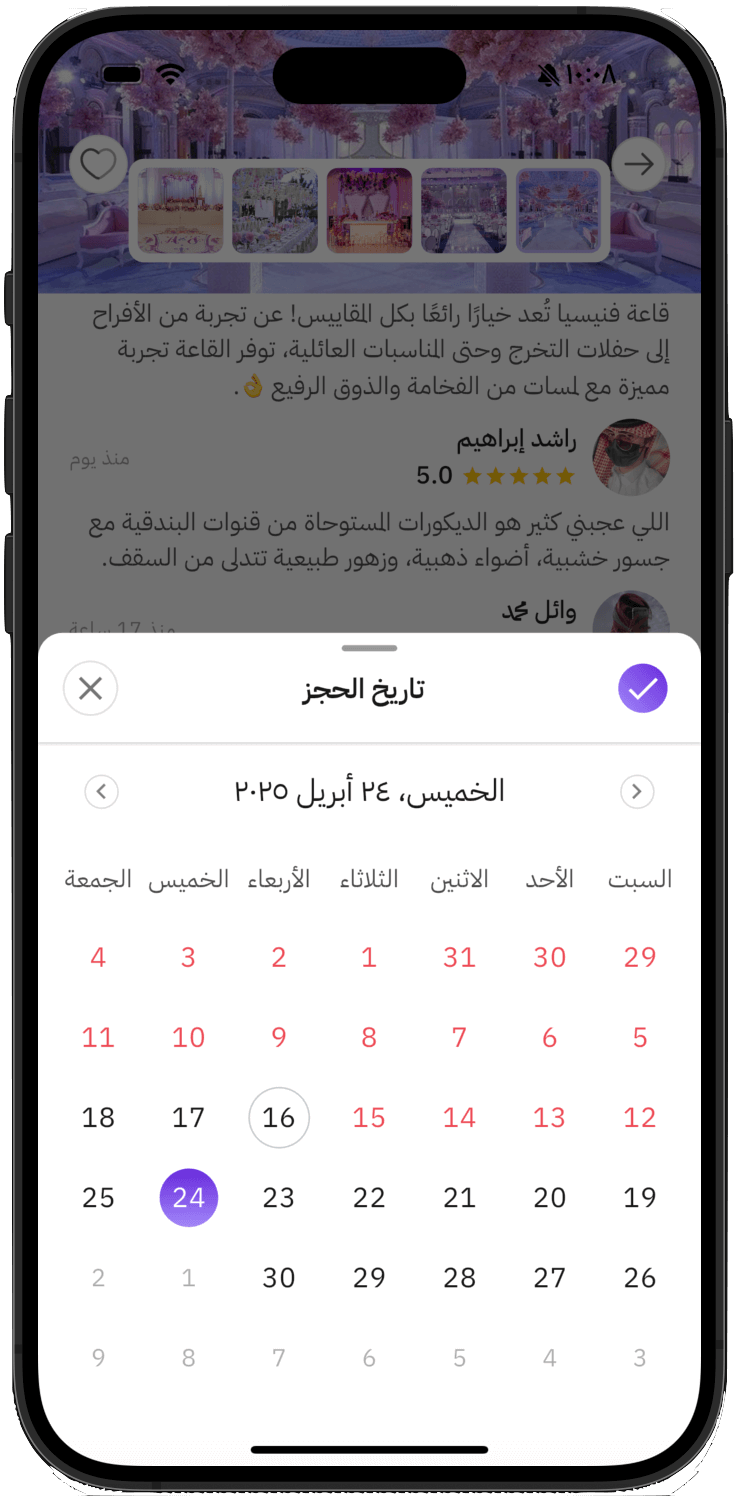 ١٠:٠٨
قاعة فنيسيا تُعد خيارًا رائعًا بكل المقاييس! عن تجربة من الأفراح
إلى حفلات التخرج وحتى المناسبات العائلية، توفر القاعة تجربة
مميزة مع لمسات من الفخامة والذوق الرفيع 👌.
راشد إبراهيم
منذ يوم
5.0
اللي عجبني كثير هو الديكورات المستوحاة من قنوات البندقية مع
جسور خشبية، أضواء ذهبية، وزهور طبيعية تتدلى من السقف.
وائل محمد
منذ 17 ساعة
تاريخ الحجز
الخميس، ٢٤ أبريل ٢٠٢٥
السبت الأحد الاثنين الثلاثاء الأربعاء الخميس الجمعة
29 30 31 1 2 3 4
5 6 7 8 9 10 11
12 13 14 15 16 17 18
19 20 21 22 23 24 25
26 27 28 29 30 1 2
3 4 5 6 7 8 9